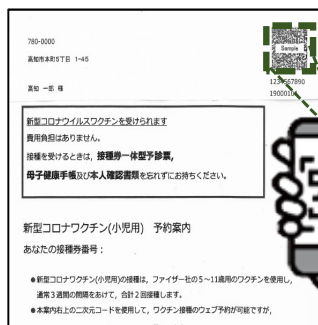 780-0000
高知市本町5丁目 1-45
Sample
1234567890
高知 一郎 様
新型コロナウイルスワクチンを受けられます
費用負担はありません。
接種を受けるときは、接種券一体型予診票,
母子健康手帳及び本人確認書類を忘れずにお持ちください。
新型コロナワクチン(小児用) 予約案内
あなたの接種券番号：
●新型コロナワクチン(小児用)の接種は、ファイザー社の5～11歳用のワクチンを使用し、
通常3週間の間隔をあけて、合計2回接種します。
●本案内右上の二次元コードを使用して、ワクチン接種のウェブ予約が可能ですが、